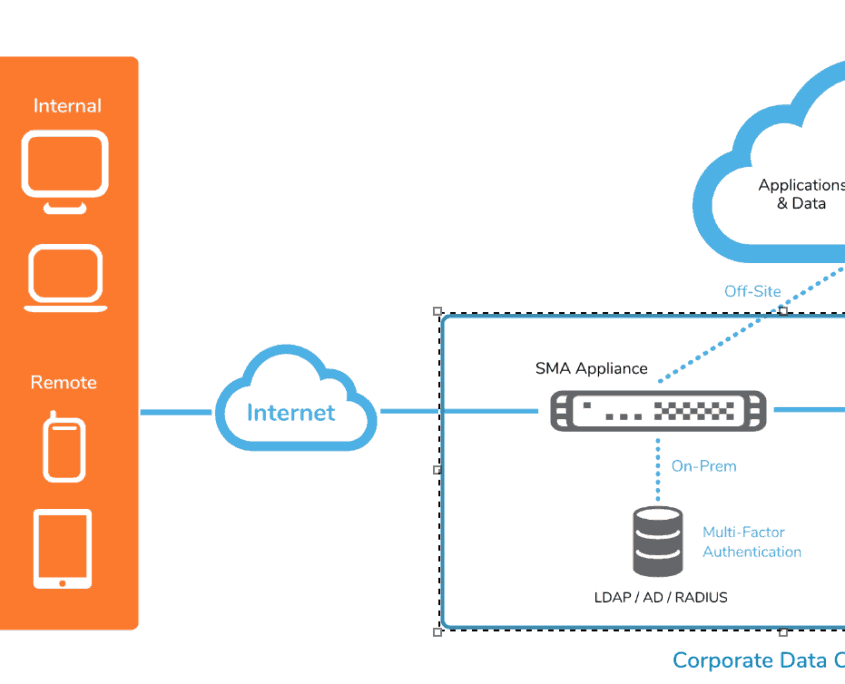 Internal
Remote
Internet
Applications
& Data
Off-Site
SMA Appliance
On-Prem
Multi-Factor
Authentication
LDAP / AD / RADIUS
Corporate Data